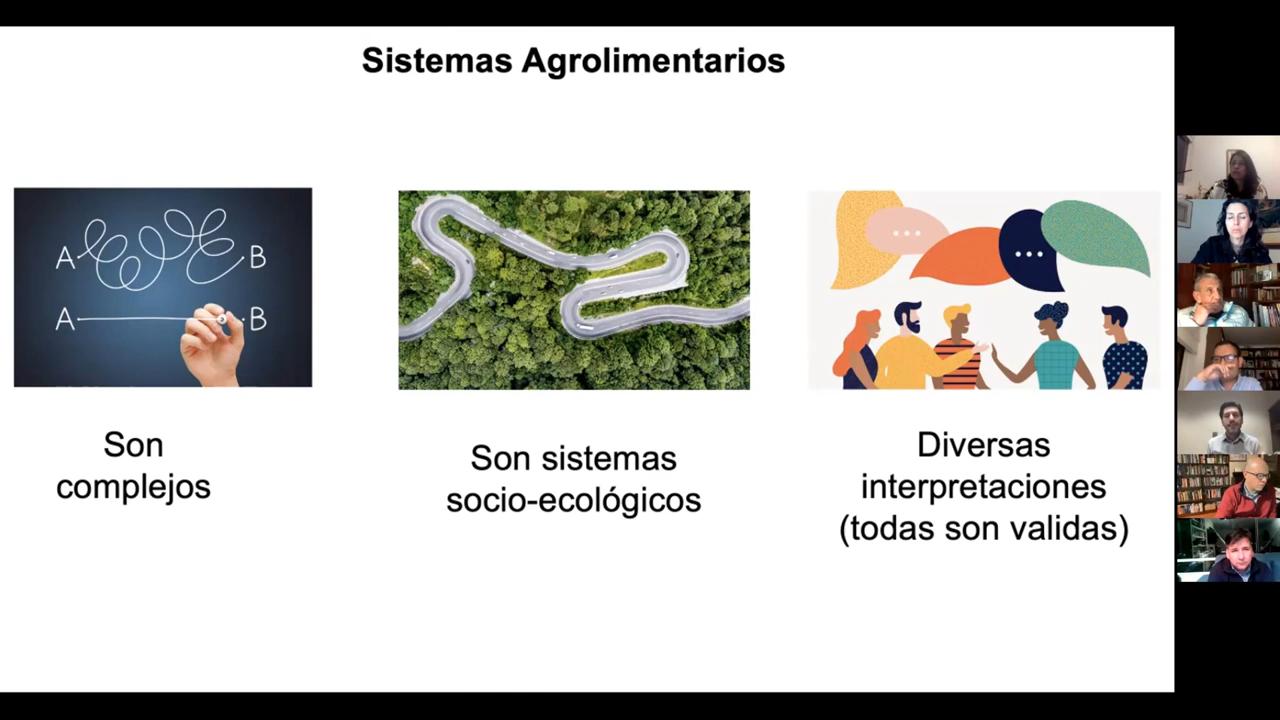 Sistemas Agrolimentarios
A B
A B
Son
complejos
Son sistemas
socio-ecológicos
Diversas
interpretaciones
(todas son validas)